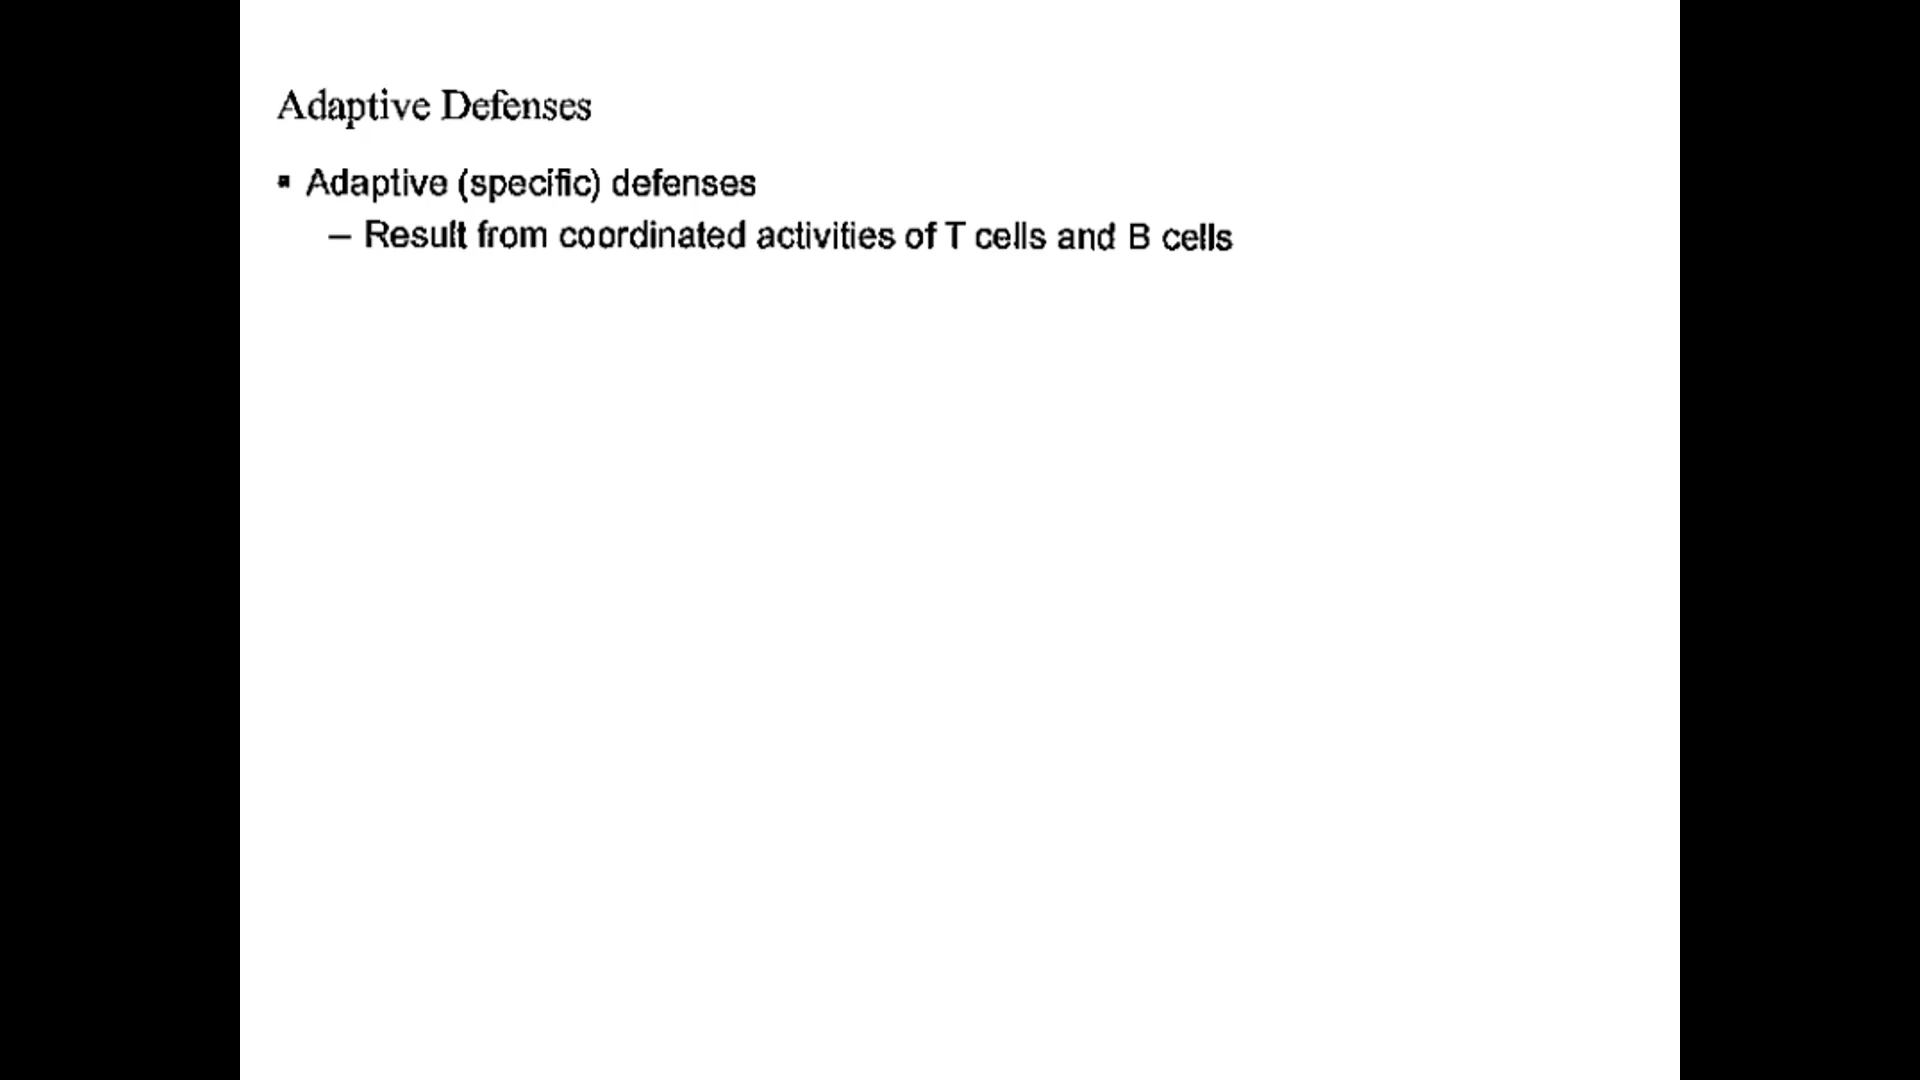 Adaptive Defenses
▪ Adaptive (specific) defenses
– Result from coordinated activities of T cells and B cells